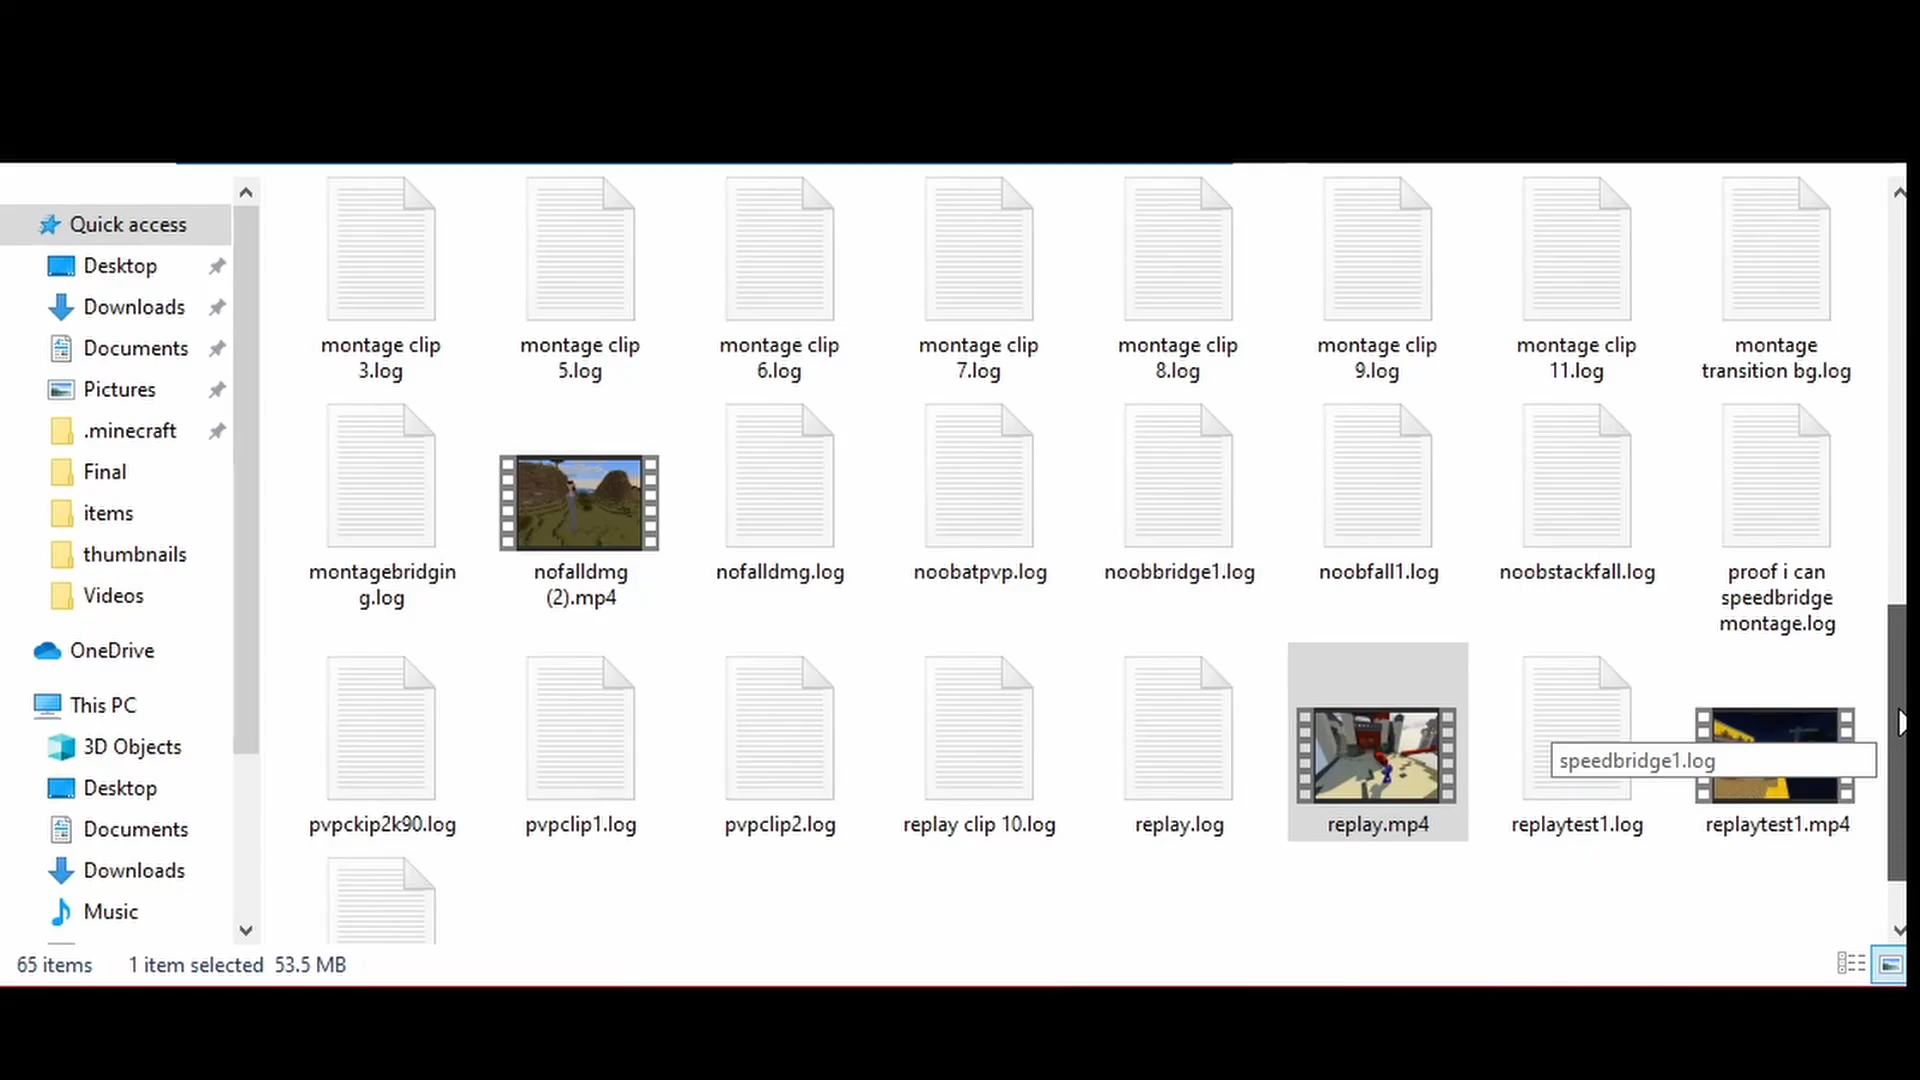 Quick access
Desktop
Downloads
Documents
Pictures
.minecraft
Final
items
thumbnails
Videos
OneDrive
This PC
3D Objects
Desktop
Documents
Downloads
Music
montage clip
3.log
montage clip
5.log
montage clip
6.log
montage clip
7.log
montage clip
8.log
montage clip
9.log
montage clip
11.log
montage
transition bg.log
montagebridgin
g.log
nofalldmg
(2).mp4
nofalldmg.log
noobatpvp.log
noobbridge1.log
noobfall1.log
noobstackfall.log
proof i can
speedbridge
montage.log
pvpckip2k90.log
pvpclip1.log
pvpclip2.log
replay clip 10.log
replay.log
replay.mp4
replaytest1.log
replaytest1.mp4
speedbridge1.log
65 items
1 item selected
53.5 MB